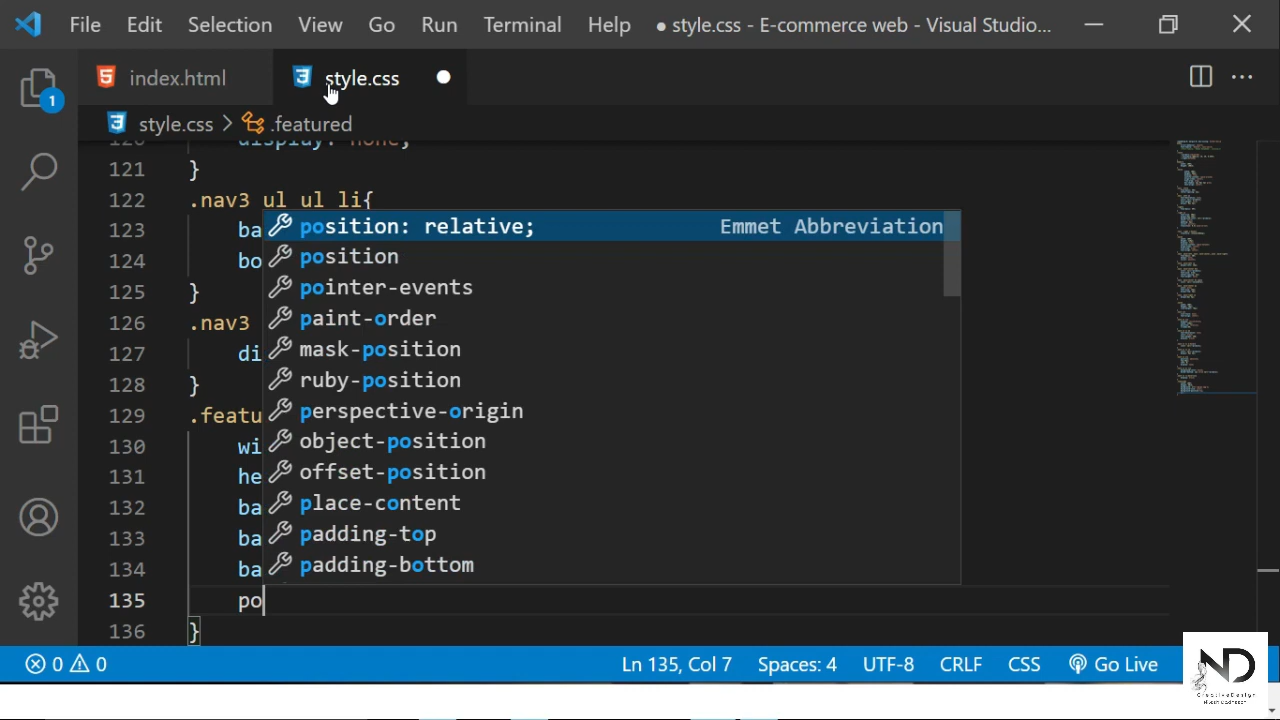 File Edit Selection View Go Run Terminal Help ● style.css - E-commerce web - Visual Studio...
index.html style.css
1
style.css > .featured
120 display: none;
121 }
122 .nav3 ul ul li{
123 ba
124 bo
125 }
126 .nav3
127 di
128 }
129 .featu
130 wi
131 he
132 ba
133 ba
134 ba
135 po
136 }
position: relative; Emmet Abbreviation
position
pointer-events
paint-order
mask-position
ruby-position
perspective-origin
object-position
offset-position
place-content
padding-top
padding-bottom
0 0 Ln 135, Col 7 Spaces: 4 UTF-8 CRLF CSS Go Live
ND
CreativeDesign